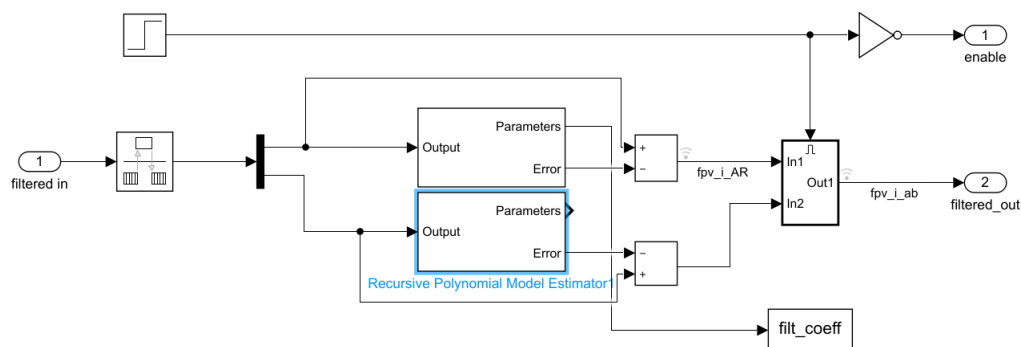 1
enable
Parameters
Output
Error
+
−
fpv_i_AR
1
filtered in
In1
Out1
In2
fpv_i_ab
2
filtered_out
Parameters
Output
Error
−
+
Recursive Polynomial Model Estimator1
filt_coeff